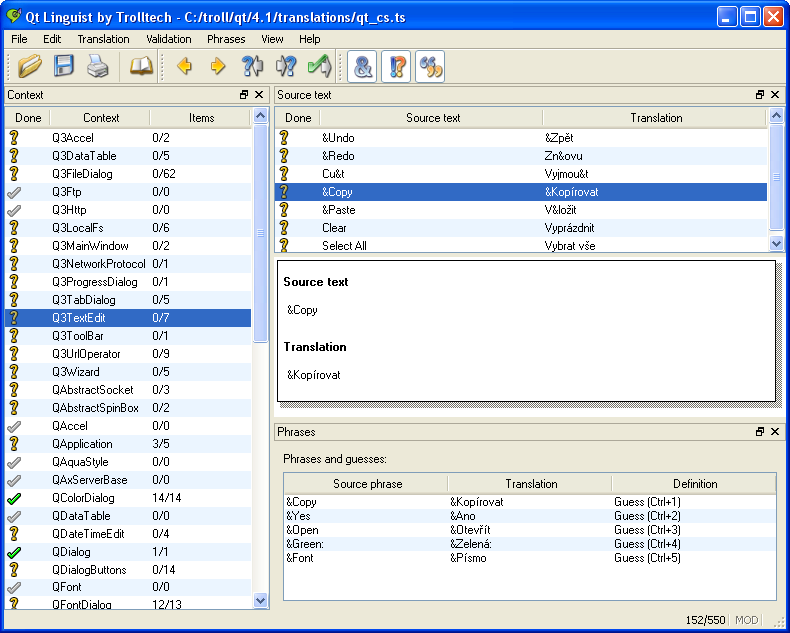 Qt Linguist by Trolltech - C:/troll/qt/4.1/translations/qt_cs.ts
File Edit Translation Validation Phrases View Help
Context
Done Context Items
Q3Accel 0/2
Q3DataTable 0/5
Q3FileDialog 0/62
Q3Ftp 0/0
Q3Http 0/0
Q3LocalFs 0/6
Q3MainWindow 0/2
Q3NetworkProtocol 0/1
Q3ProgressDialog 0/1
Q3TabDialog 0/5
Q3TextEdit 0/7
Q3ToolBar 0/1
Q3UrlOperator 0/9
Q3Wizard 0/5
QAbstractSocket 0/3
QAbstractSpinBox 0/2
QAccel 0/0
QApplication 3/5
QAquaStyle 0/0
QAxServerBase 0/0
QColorDialog 14/14
QDataTable 0/0
QDateTimeEdit 0/4
QDialog 1/1
QDialogButtons 0/14
QFont 0/0
QFontDialog 12/13
Source text
Done Source text Translation
&Undo &Zpět
&Redo Zn&ovu
Cu&t Vyjmou&t
&Copy &Kopírovat
&Paste V&ložit
Clear Vyprázdnit
Select All Vybrat vše
Source text
&Copy
Translation
&Kopírovat
Phrases
Phrases and guesses:
Source phrase Translation Definition
&Copy &Kopírovat Guess (Ctrl+1)
&Yes &Ano Guess (Ctrl+2)
&Open &Otevřít Guess (Ctrl+3)
&Green: &Zelená: Guess (Ctrl+4)
&Font &Písmo Guess (Ctrl+5)
152/550 MOD